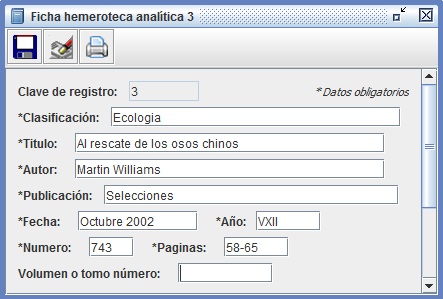 Ficha hemeroteca analítica 3
Clave de registro: 3 * Datos obligatorios
*Clasificación: Ecologia
*Titulo: Al rescate de los osos chinos
*Autor: Martin Williams
*Publicación: Selecciones
*Fecha: Octubre 2002 *Año: VXII
*Numero: 743 *Paginas: 58-65
Volumen o tomo número: